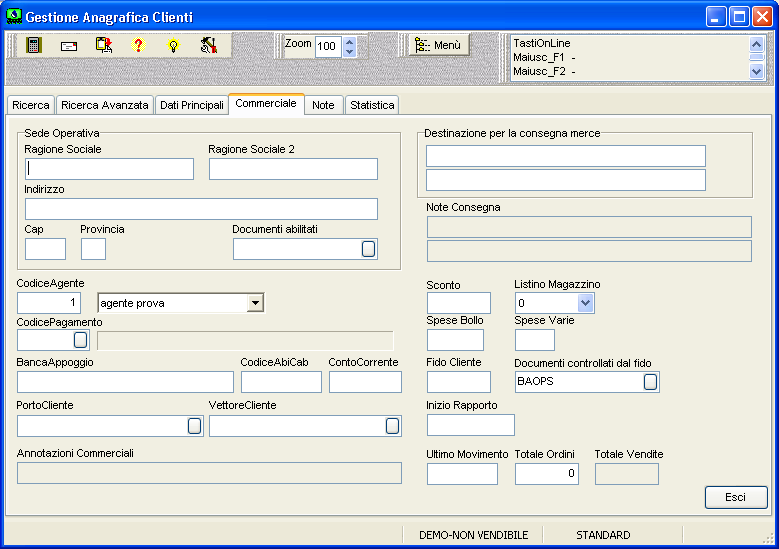 Gestione Anagrafica Clienti
Zoom 100 Menù
TastiOnLine
Maiusc_F1 -
Maiusc_F2 -
Ricerca Ricerca Avanzata Dati Principali Commerciale Note Statistica
Sede Operativa
Ragione Sociale Ragione Sociale 2
Indirizzo
Cap Provincia Documenti abilitati
Destinazione per la consegna merce
Note Consegna
CodiceAgente
1 agente prova
CodicePagamento
BancaAppoggio CodiceAbiCab ContoCorrente
PortoCliente VettoreCliente
Annotazioni Commerciali
Sconto Listino Magazzino
0
Spese Bollo Spese Varie
Fido Cliente Documenti controllati dal fido
BAOPS
Inizio Rapporto
Ultimo Movimento Totale Ordini Totale Vendite
0
Esci
DEMO-NON VENDIBILE STANDARD